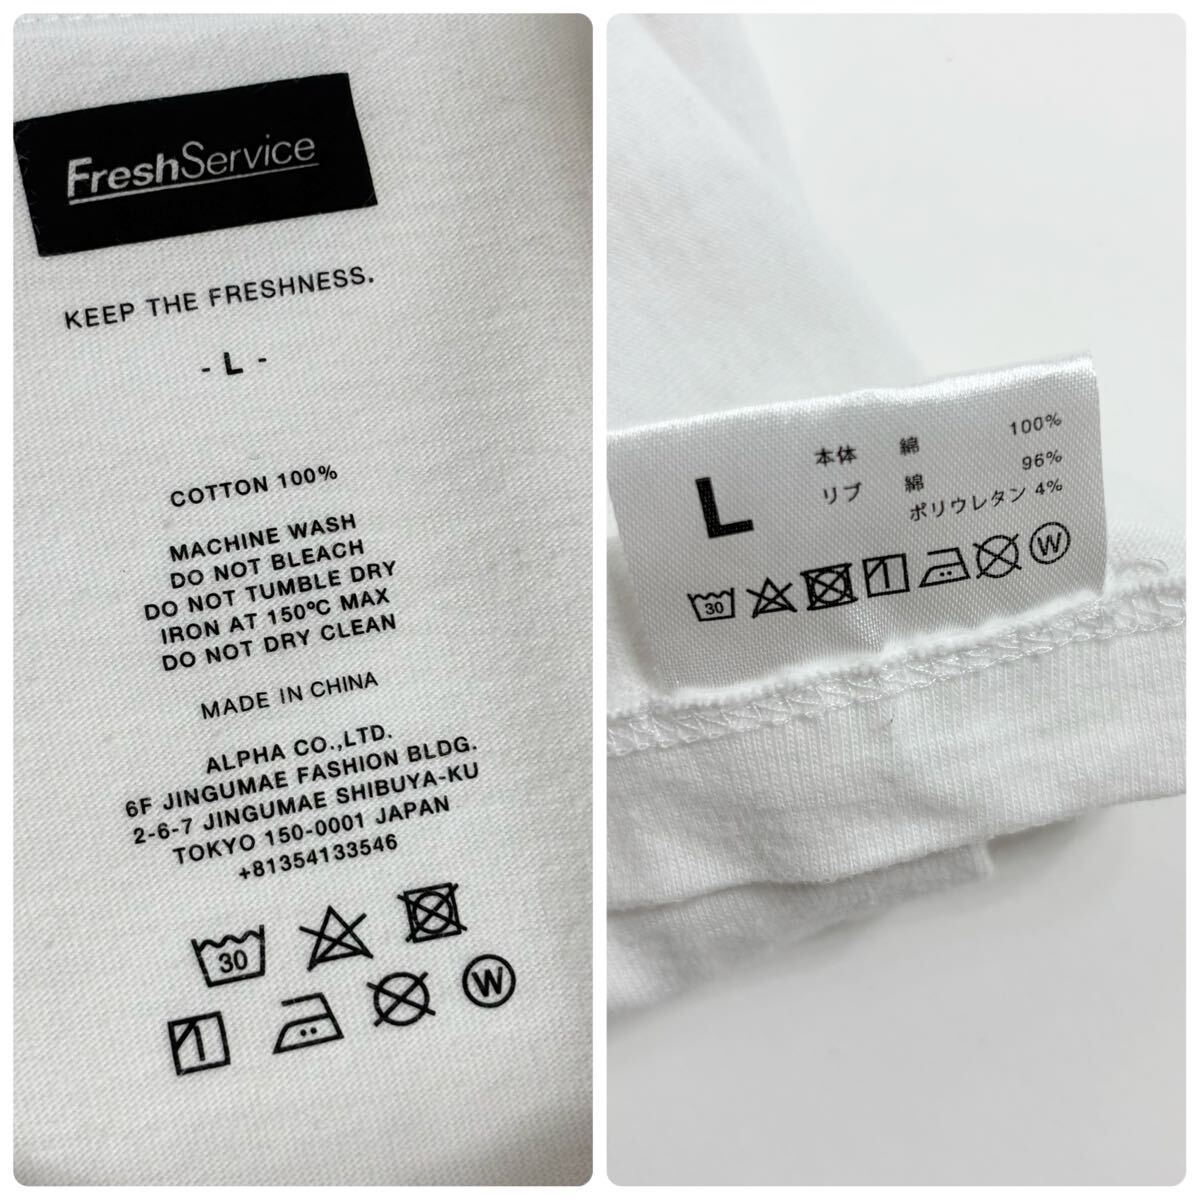 FreshService
KEEP THE FRESHNESS.
- L -
COTTON 100%
MACHINE WASH
DO NOT BLEACH
DO NOT TUMBLE DRY
IRON AT 150ºC MAX
DO NOT DRY CLEAN
MADE IN CHINA
ALPHA CO.,LTD.
6F JINGUMAE FASHION BLDG.
2-6-7 JINGUMAE SHIBUYA-KU
TOKYO 150-0001 JAPAN
+81354133546
30
W
L
本体 綿 100%
リブ 綿 96%
ポリウレタン 4%
30 W